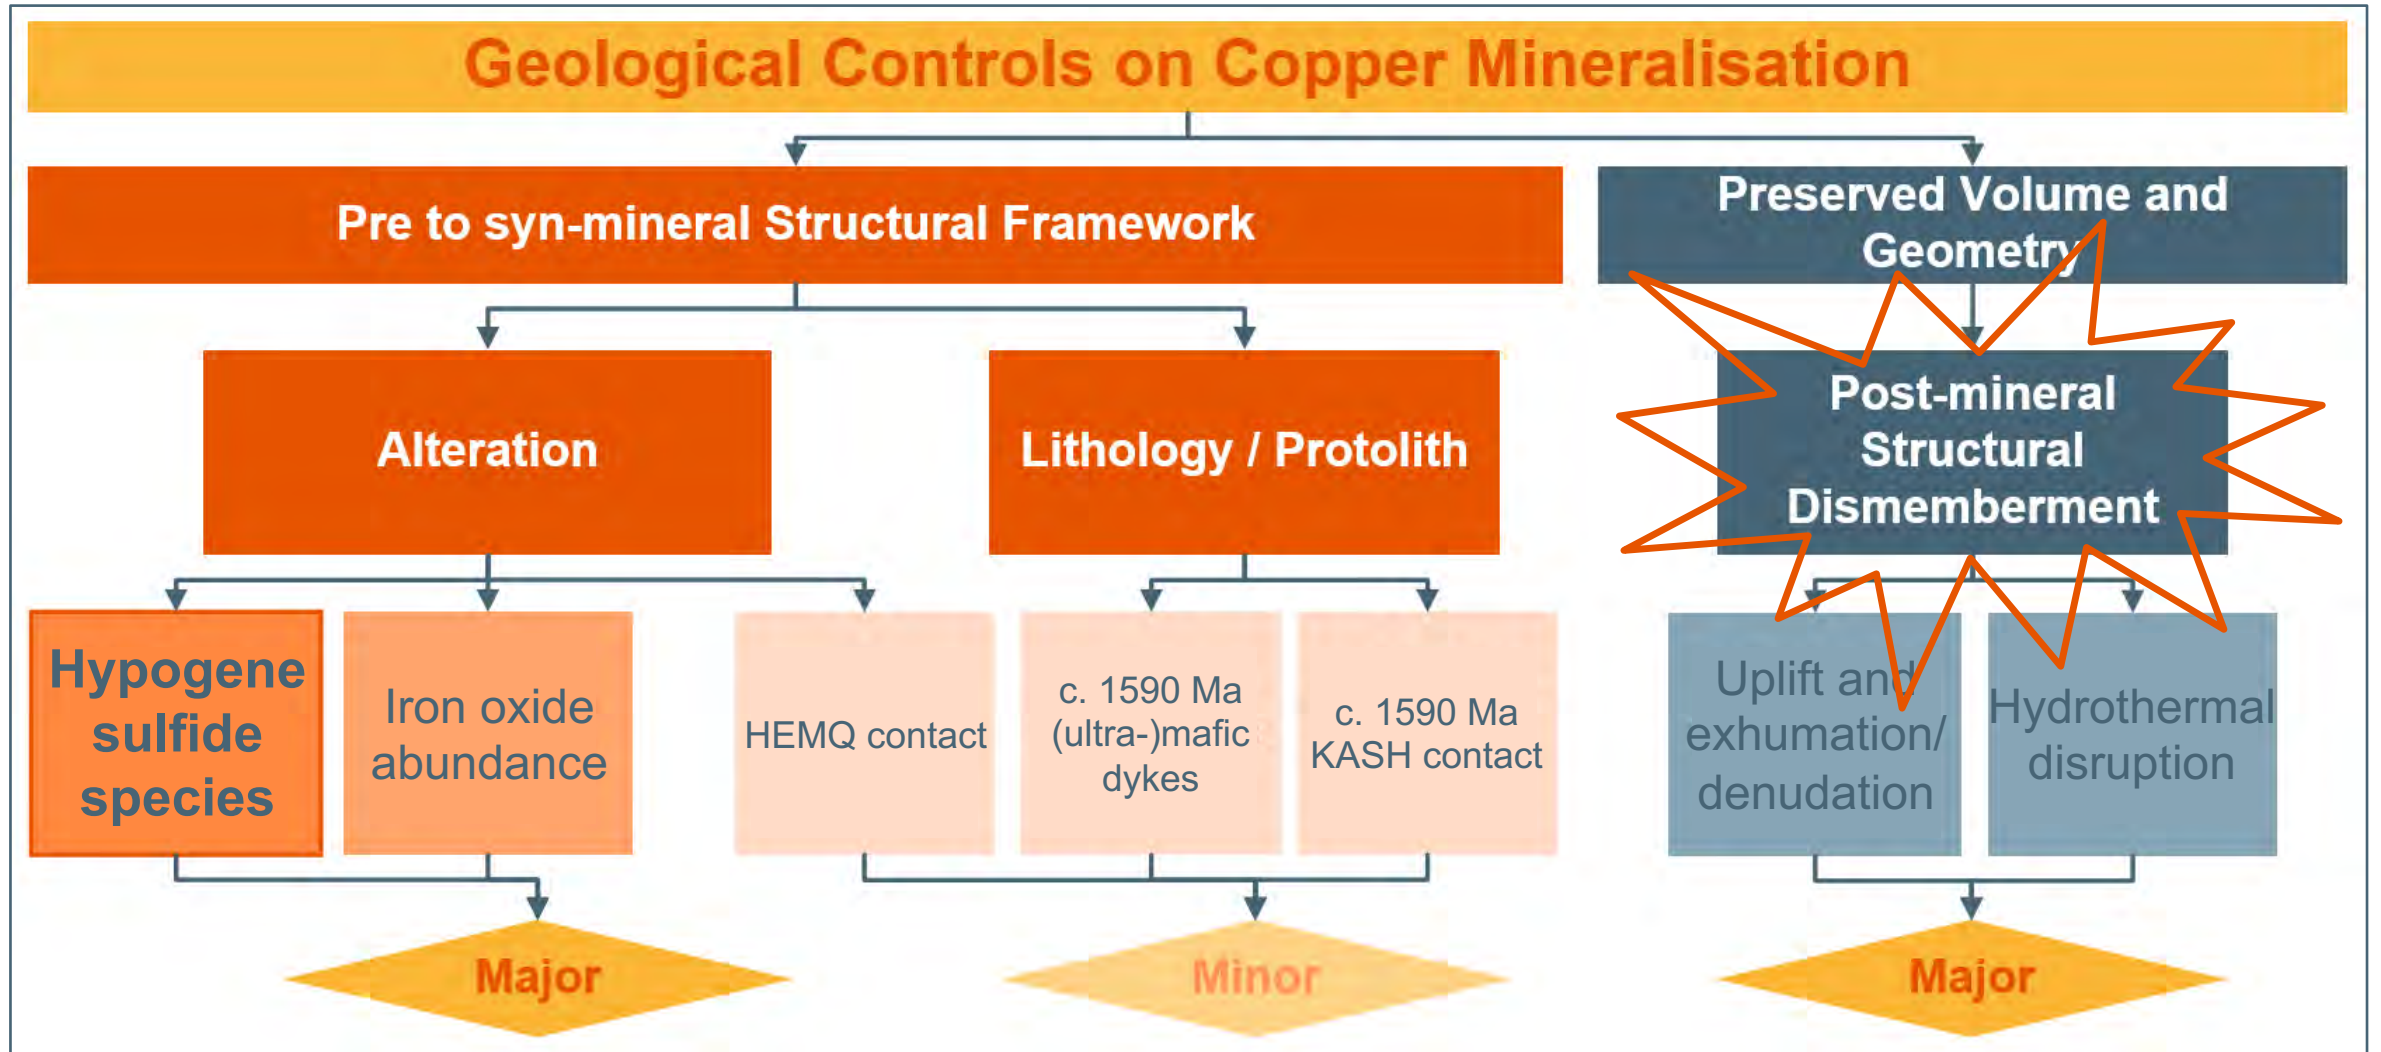 Geological Controls on Copper Mineralisation
Pre to syn-mineral Structural Framework
Preserved Volume and
Geometry
Alteration
Lithology / Protolith
Post-mineral
Structural
Dismemberment
Hypogene
sulfide
species
Iron oxide
abundance
HEMQ contact
c. 1590 Ma
(ultra-)mafic
dykes
c. 1590 Ma
KASH contact
Uplift and
exhumation/
denudation
Hydrothermal
disruption
Major
Minor
Major